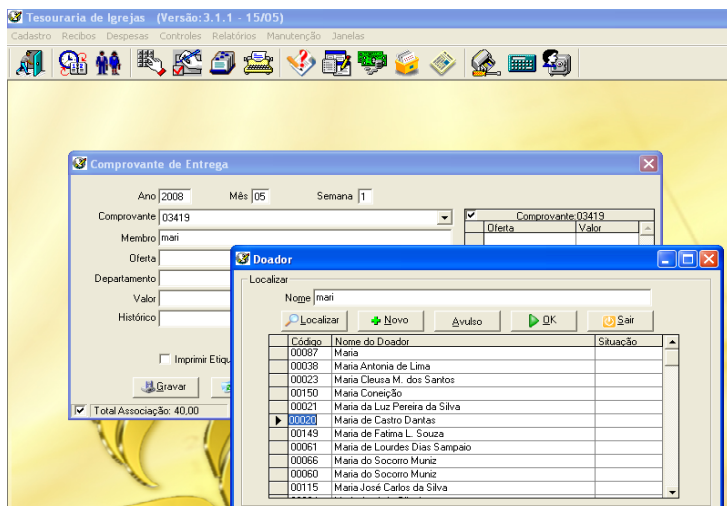 Tesouraria de Igrejas (Versão:3.1.1 - 15/05)
Cadastro Recibos Despesas Controles Relatórios Manutenção Janelas
Comprovante de Entrega
Ano 2008 Mês 05 Semana 1
Comprovante 03419
Comprovante:03419
Membro mari
Oferta Valor
Oferta
Departamento
Valor
Histórico
Imprimir Etiqu
Gravar
Total Associação: 40,00
Doador
Localizar
Nome mari
Localizar Novo Avulso OK Sair
Código Nome do Doador Situação
00087 Maria
00038 Maria Antonia de Lima
00023 Maria Cleusa M. dos Santos
00150 Maria Coneição
00021 Maria da Luz Pereira da Silva
00020 Maria de Castro Dantas
00149 Maria de Fatima L. Souza
00061 Maria de Lourdes Dias Sampaio
00066 Maria do Socorro Muniz
00060 Maria do Socorro Muniz
00115 Maria José Carlos da Silva